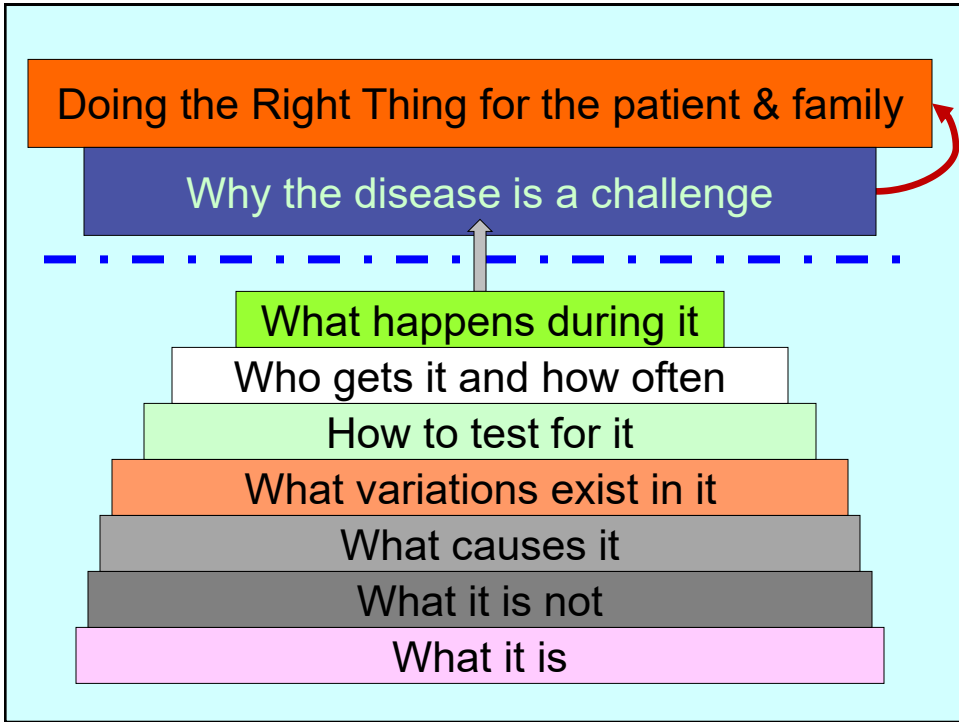 Doing the Right Thing for the patient & family
Why the disease is a challenge
What happens during it
Who gets it and how often
How to test for it
What variations exist in it
What causes it
What it is not
What it is